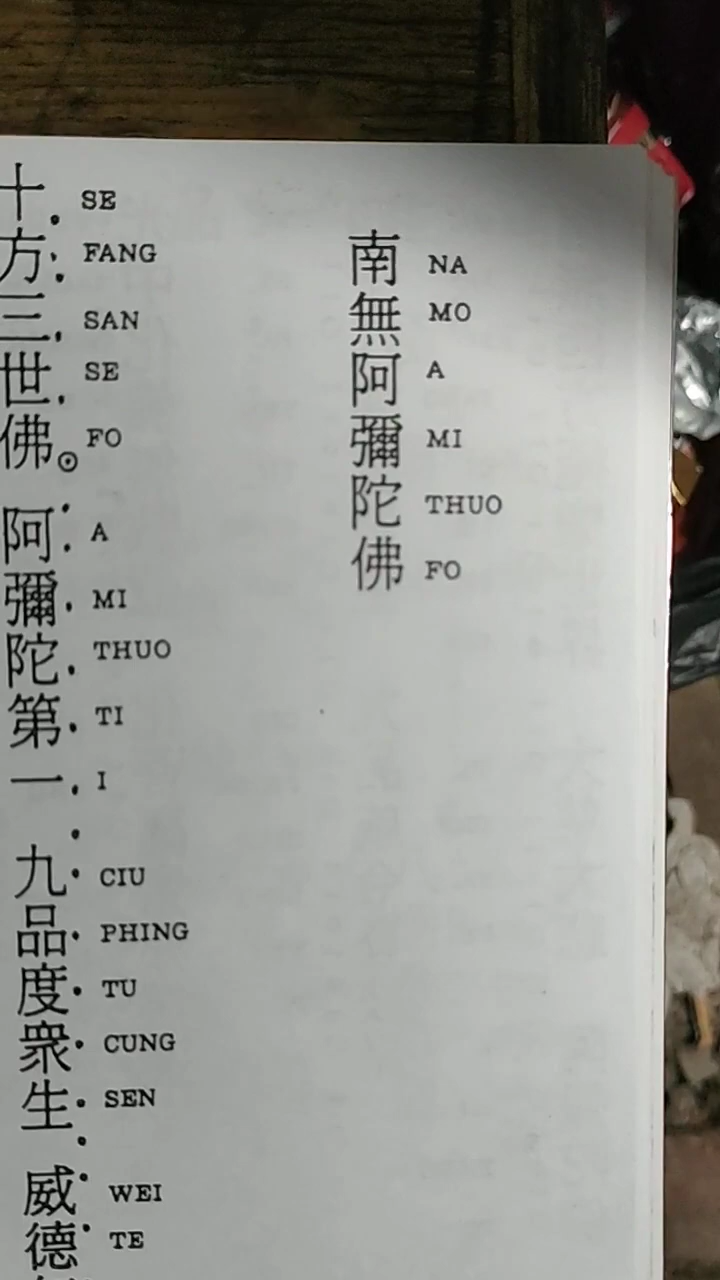 十 SE
方 FANG
三 SAN
世 SE
佛 FO
阿 A
彌 MI
陀 THUO
第 TI
一 I
九 CIU
品 PHING
度 TU
衆 CUNG
生 SEN
威 WEI
德 TE
南 NA
無 MO
阿 A
彌 MI
陀 THUO
佛 FO